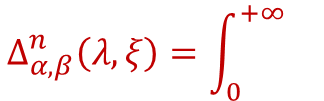 Δ^n_{α,β}(λ, ξ) = ∫_0^{+∞}